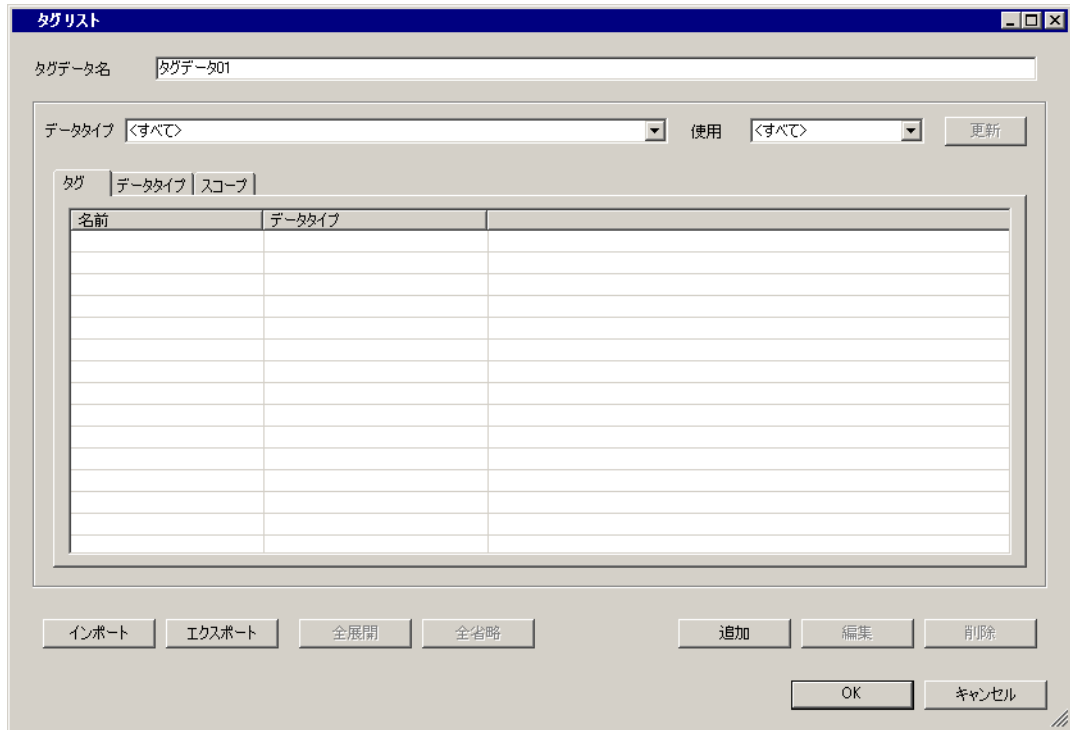 タグリスト
タグデータ名 タグデータ01
データタイプ <すべて> 使用 <すべて> 更新
タグ データタイプ スコープ
名前 データタイプ
インポート エクスポート 全展開 全省略 追加 編集 削除
OK キャンセル